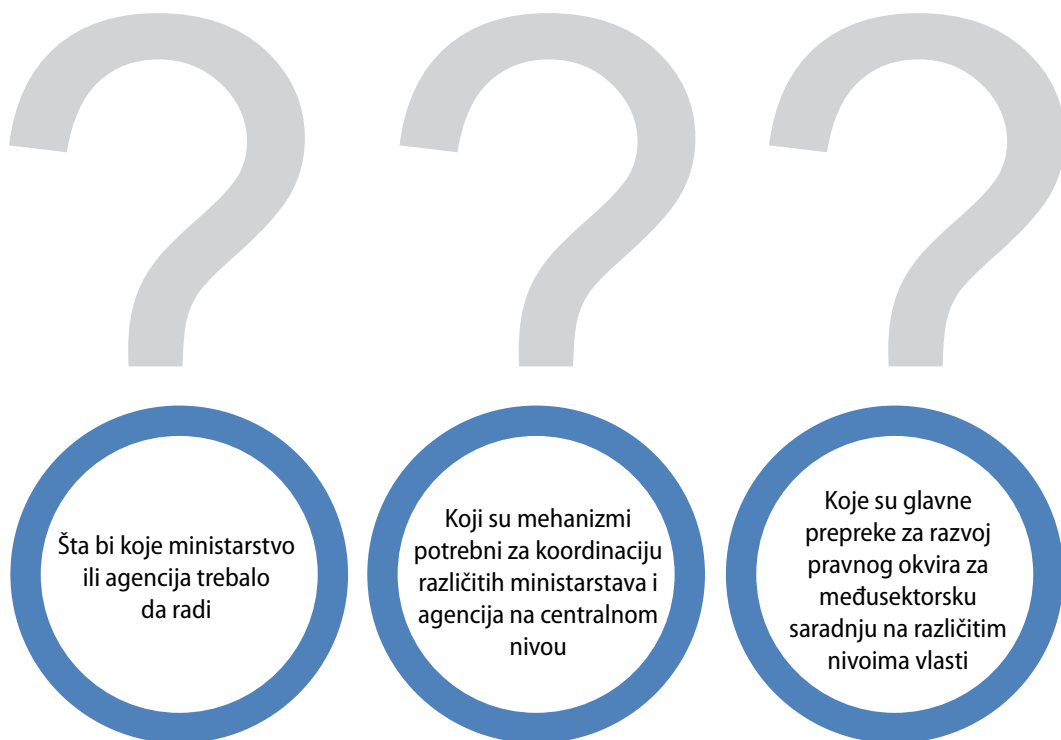 ?
?
?
Šta bi koje ministarstvo
ili agencija trebalo
da radi
Koji su mehanizmi
potrebni za koordinaciju
različitih ministarstava i
agencija na centralnom
nivou
Koje su glavne
prepreke za razvoj
pravnog okvira za
međusektorsku
saradnju na različitim
nivoima vlasti